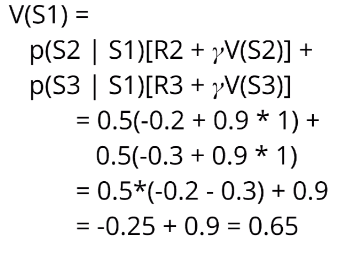 V(S1) =
p(S2 | S1)[R2 + γV(S2)] +
p(S3 | S1)[R3 + γV(S3)]
= 0.5(-0.2 + 0.9 * 1) +
0.5(-0.3 + 0.9 * 1)
= 0.5*(-0.2 - 0.3) + 0.9
= -0.25 + 0.9 = 0.65